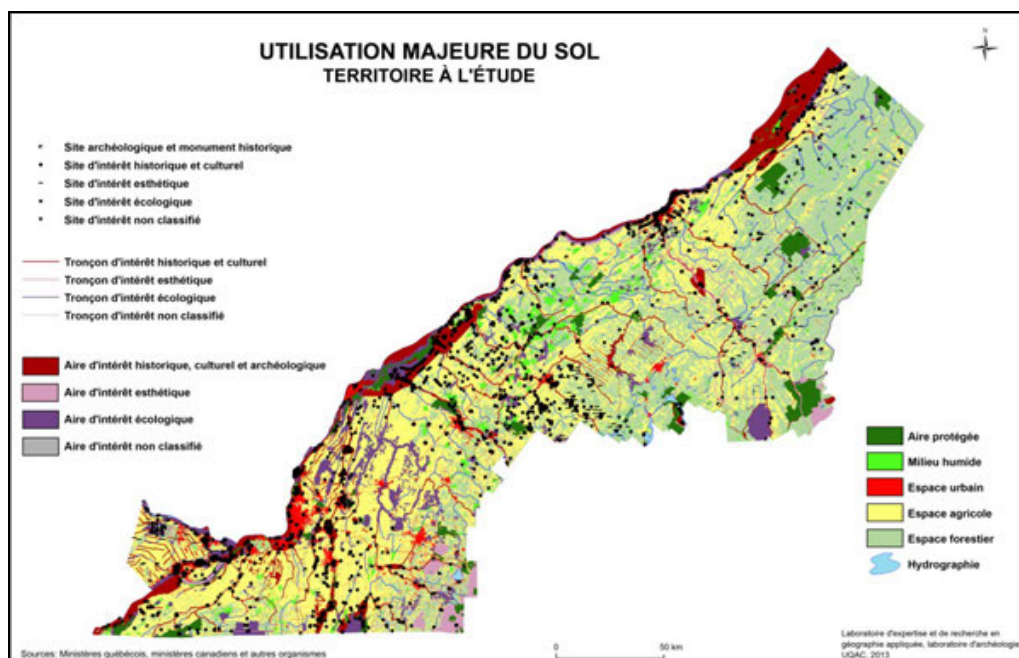 UTILISATION MAJEURE DU SOL
TERRITOIRE À L'ÉTUDE
N
Site archéologique et monument historique
Site d'intérêt historique et culturel
Site d'intérêt esthétique
Site d'intérêt écologique
Site d'intérêt non classifié
Tronçon d'intérêt historique et culturel
Tronçon d'intérêt esthétique
Tronçon d'intérêt écologique
Tronçon d'intérêt non classifié
Aire d'intérêt historique, culturel et archéologique
Aire d'intérêt esthétique
Aire d'intérêt écologique
Aire d'intérêt non classifié
Aire protégée
Milieu humide
Espace urbain
Espace agricole
Espace forestier
Hydrographie
0 50 km
Sources: Ministères québécois, ministères canadiens et autres organismes
Laboratoire d'expertise et de recherche en
géographie appliquée, laboratoire d'archéologie
UQAC, 2013